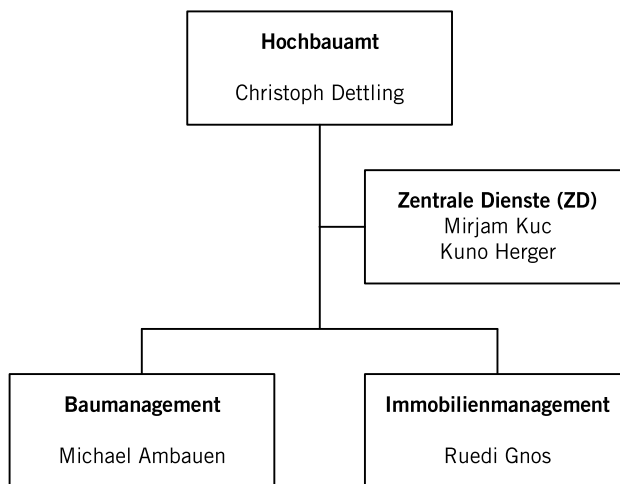 Hochbauamt
Christoph Dettling
Zentrale Dienste (ZD)
Mirjam Kuc
Kuno Herger
Baumanagement
Michael Ambauen
Immobilienmanagement
Ruedi Gnos